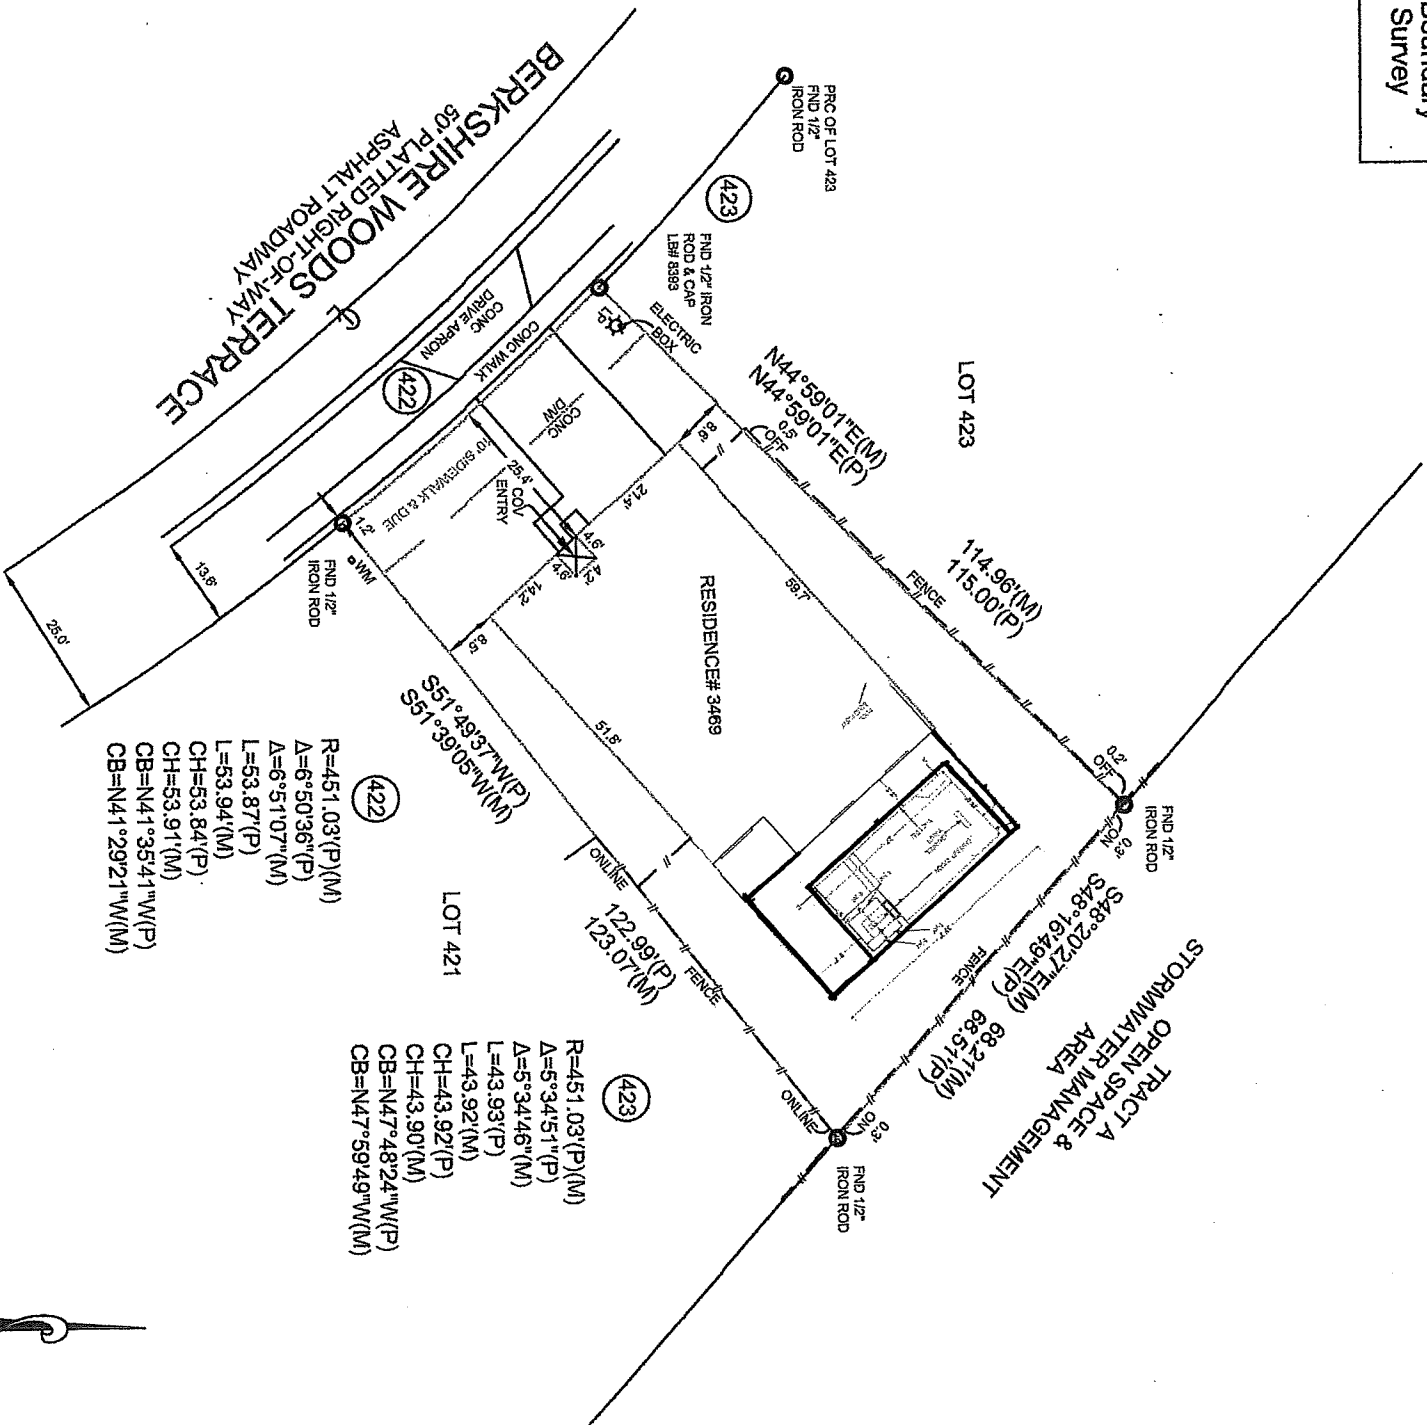 Boundary
Survey
PRC OF LOT 423
FND 1/2"
IRON ROD
423
FND 1/2" IRON
ROD & CAP
LB# 8393
ELECTRIC
BOX
LP
LOT 423
N44°59'01"E(M)
N44°59'01"E(P)
114.96'(M)
115.00'(P)
0.5'
OFF
FENCE
0.2'
OFF
FND 1/2"
IRON ROD
0.3'
ON
S48°20'27"E(M) 68.21'(M)
S48°16'49"E(P) 68.51'(P)
FENCE
TRACT A
OPEN SPACE &
STORMWATER MANAGEMENT
AREA
0.3'
ON
FND 1/2"
IRON ROD
BERKSHIRE WOODS TERRACE
50' PLATTED RIGHT-OF-WAY
ASPHALT ROADWAY
CONC
DRIVE APRON
CONC WALK
422
CONC
D/W
10' SIDEWALK & DUE
25.4'
COV
ENTRY
8.6'
21.4'
4.6'
4.2'
4.6'
14.2'
8.5'
59.7'
RESIDENCE# 3469
51.8'
1.2'
WM
FND 1/2"
IRON ROD
13.6'
25.0'
S51°49'37"W(P)
S51°39'05"W(M)
ONLINE
122.99'(P)
123.07'(M)
FENCE
ONLINE
LOT 421
422
R=451.03'(P)(M)
Δ=6°50'36"(P)
Δ=6°51'07"(M)
L=53.87'(P)
L=53.94'(M)
CH=53.84'(P)
CH=53.91'(M)
CB=N41°35'41"W(P)
CB=N41°29'21"W(M)
423
R=451.03'(P)(M)
Δ=5°34'51"(P)
Δ=5°34'46"(M)
L=43.93'(P)
L=43.92'(M)
CH=43.92'(P)
CH=43.90'(M)
CB=N47°48'24"W(P)
CB=N47°59'49"W(M)